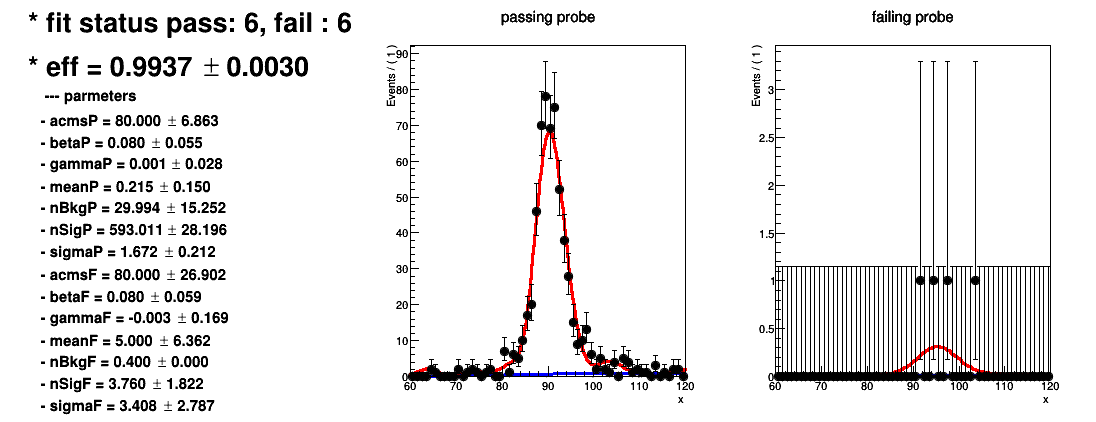 * fit status pass: 6, fail : 6
* eff = 0.9937 ± 0.0030
--- parmeters
- acmsP = 80.000 ± 6.863
- betaP = 0.080 ± 0.055
- gammaP = 0.001 ± 0.028
- meanP = 0.215 ± 0.150
- nBkgP = 29.994 ± 15.252
- nSigP = 593.011 ± 28.196
- sigmaP = 1.672 ± 0.212
- acmsF = 80.000 ± 26.902
- betaF = 0.080 ± 0.059
- gammaF = -0.003 ± 0.169
- meanF = 5.000 ± 6.362
- nBkgF = 0.400 ± 0.000
- nSigF = 3.760 ± 1.822
- sigmaF = 3.408 ± 2.787
passing probe
Events / ( 1 )
90
80
70
60
50
40
30
20
10
0
60 70 80 90 100 110 120
x
failing probe
Events / ( 1 )
3
2.5
2
1.5
1
0.5
0
60 70 80 90 100 110 120
x